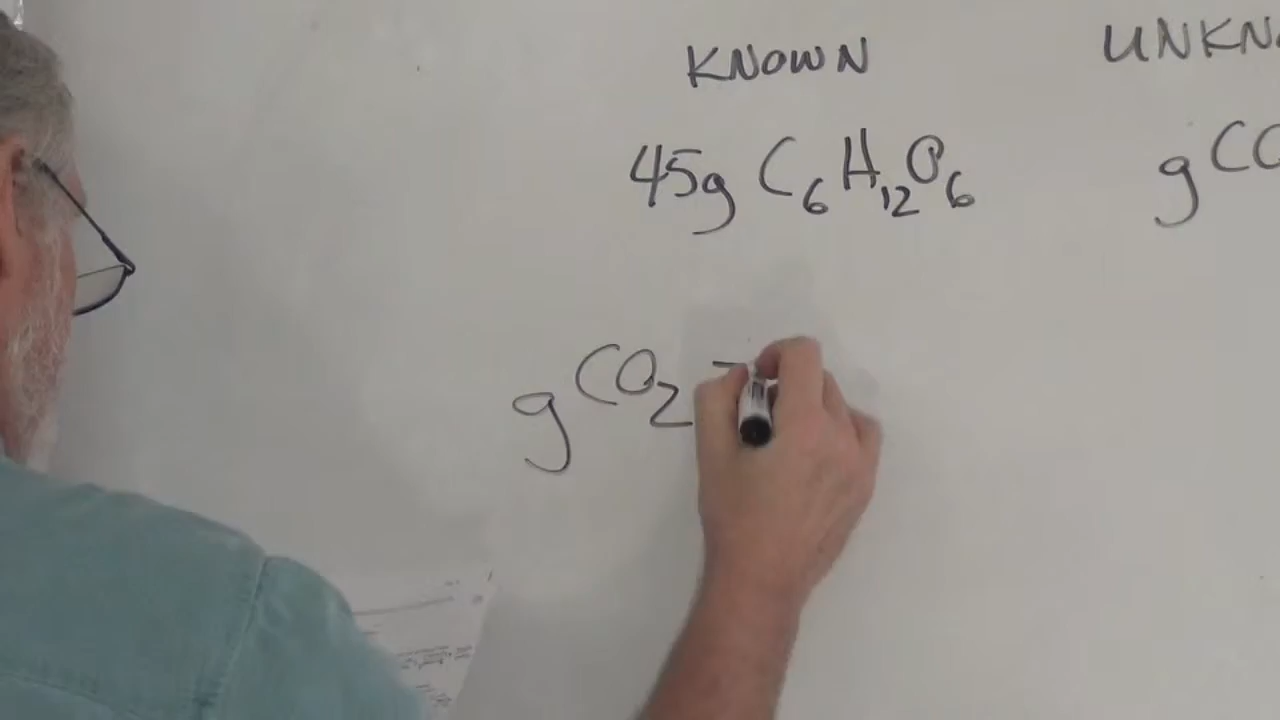 KNOWN UNKN
45g C₆H₁₂O₆ g CO
g CO₂